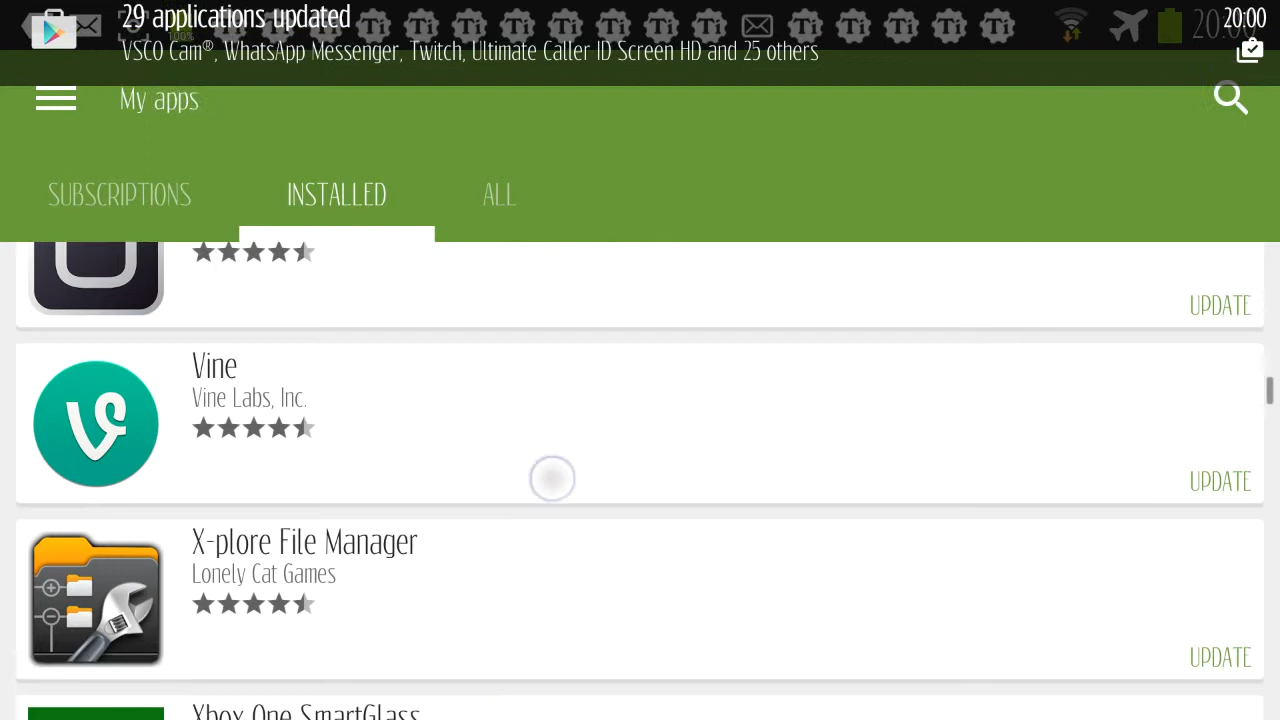 29 applications updated
20:00
VSCO Cam®, WhatsApp Messenger, Twitch, Ultimate Caller ID Screen HD and 25 others
100%
My apps
SUBSCRIPTIONS
INSTALLED
ALL
UPDATE
Vine
Vine Labs, Inc.
UPDATE
X-plore File Manager
Lonely Cat Games
UPDATE
Xbox One SmartGlass